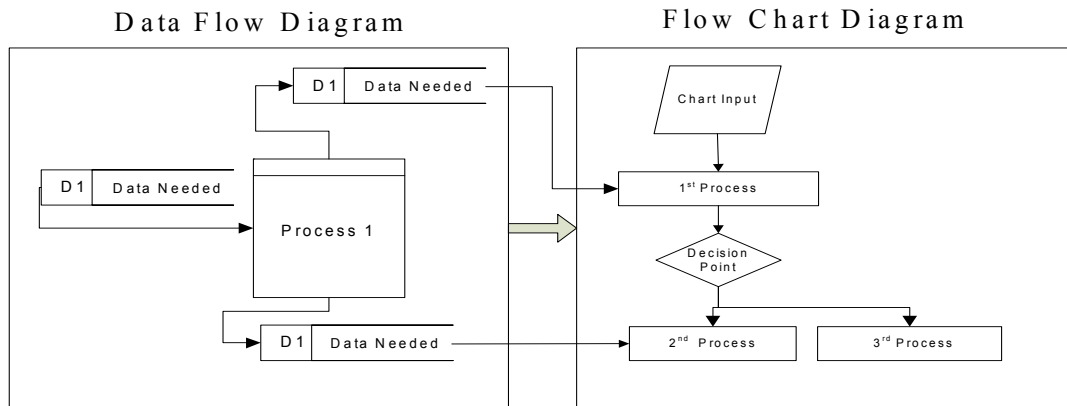 Data Flow Diagram
Flow Chart Diagram
D1 Data Needed
D1 Data Needed
Process 1
D1 Data Needed
Chart Input
1st Process
Decision
Point
2nd Process
3rd Process